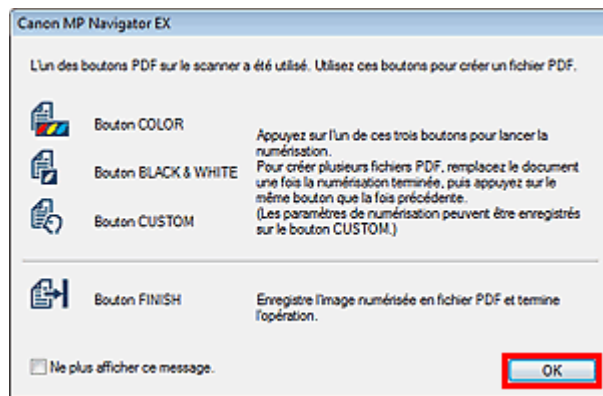 Canon MP Navigator EX
L'un des boutons PDF sur le scanner a été utilisé. Utilisez ces boutons pour créer un fichier PDF.
Bouton COLOR
Bouton BLACK & WHITE
Bouton CUSTOM
Appuyez sur l'un de ces trois boutons pour lancer la
numérisation.
Pour créer plusieurs fichiers PDF, remplacez le document
une fois la numérisation terminée, puis appuyez sur le
même bouton que la fois précédente.
(Les paramètres de numérisation peuvent être enregistrés
sur le bouton CUSTOM.)
Bouton FINISH
Enregistre l'image numérisée en fichier PDF et termine
l'opération.
Ne plus afficher ce message.
OK